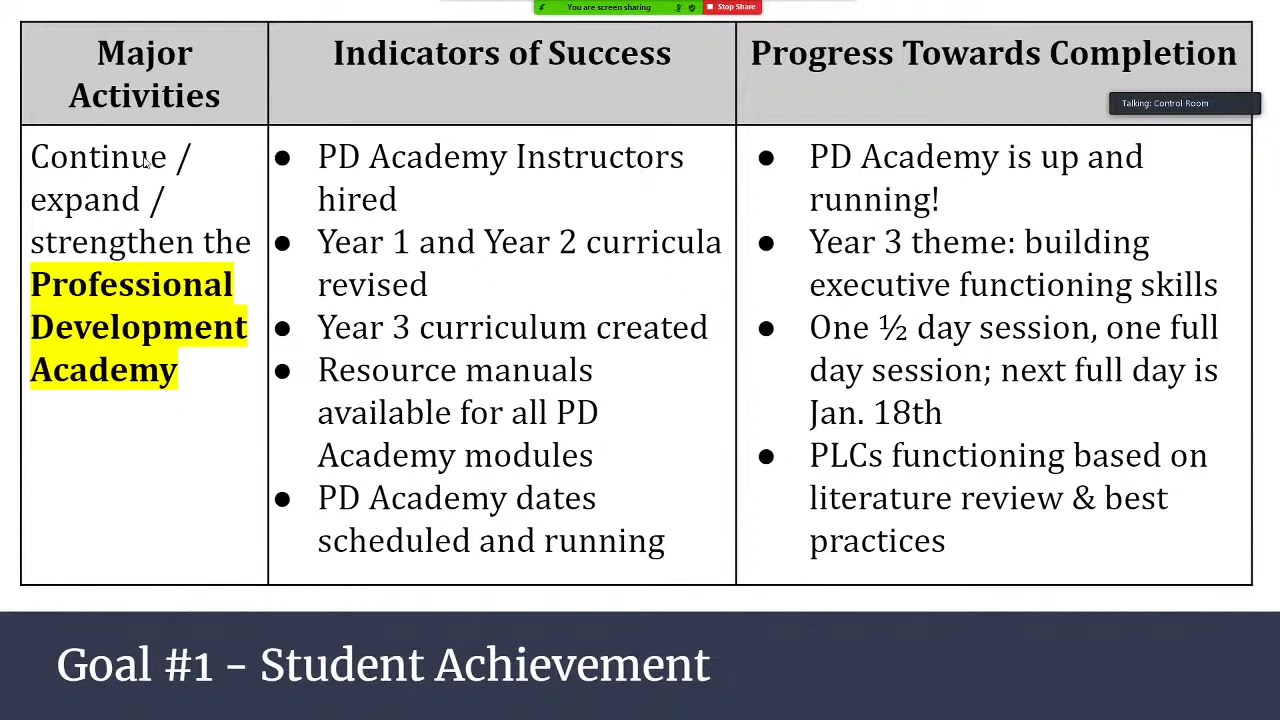 You are screen sharing
Stop Share
Major
Activities
Indicators of Success
Progress Towards Completion
Talking: Control Room
Continue /
expand /
strengthen the
Professional
Development
Academy
● PD Academy Instructors
hired
● Year 1 and Year 2 curricula
revised
● Year 3 curriculum created
● Resource manuals
available for all PD
Academy modules
● PD Academy dates
scheduled and running
● PD Academy is up and
running!
● Year 3 theme: building
executive functioning skills
● One ½ day session, one full
day session; next full day is
Jan. 18th
● PLCs functioning based on
literature review & best
practices
Goal #1 - Student Achievement